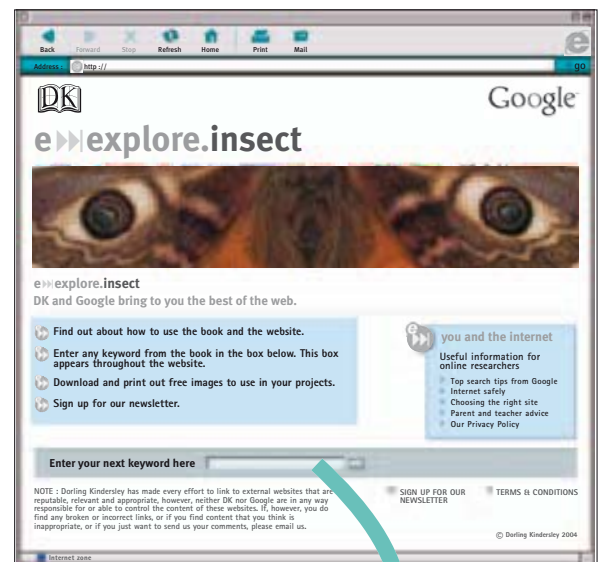 Back Forward Stop Refresh Home Print Mail
Address : http :// go
DK Google
e explore.insect
e explore.insect
DK and Google bring to you the best of the web.
Find out about how to use the book and the website.
Enter any keyword from the book in the box below. This box
appears throughout the website.
Download and print out free images to use in your projects.
Sign up for our newsletter.
e
you and the internet
Useful information for
online researchers
Top search tips from Google
Internet safely
Choosing the right site
Parent and teacher advice
Our Privacy Policy
Enter your next keyword here
NOTE : Dorling Kindersley has made every effort to link to external websites that are
reputable, relevant and appropriate, however, neither DK nor Google are in any way
responsible for or able to control the content of these websites. If, however, you do
find any broken or incorrect links, or if you find content that you think is
inappropriate, or if you just want to send us your comments, please email us.
SIGN UP FOR OUR
NEWSLETTER
TERMS & CONDITIONS
© Dorling Kindersley 2004
Internet zone